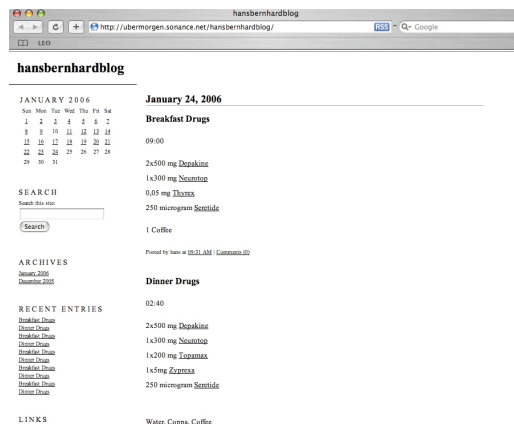 hansbernhardblog
http://ubermorgen.sonance.net/hansbernhardblog/
RSS
Google
LEO
hansbernhardblog
JANUARY 2006
Sun Mon Tue Wed Thu Fri Sat
1 2 3 4 5 6 7
8 9 10 11 12 13 14
15 16 17 18 19 20 21
22 23 24 25 26 27 28
29 30 31
SEARCH
Search this site:
Search
ARCHIVES
January 2006
December 2005
RECENT ENTRIES
Breakfast Drugs
Dinner Drugs
Breakfast Drugs
Dinner Drugs
Breakfast Drugs
Dinner Drugs
Breakfast Drugs
Dinner Drugs
Breakfast Drugs
Dinner Drugs
LINKS
January 24, 2006
Breakfast Drugs
09:00
2x500 mg Depakine
1x300 mg Neurotop
0,05 mg Thyrex
250 microgram Seretide
1 Coffee
Posted by hans at 09:31 AM | Comments (0)
Dinner Drugs
02:40
2x500 mg Depakine
1x300 mg Neurotop
1x200 mg Topamax
1x5mg Zyprexa
250 microgram Seretide
Water, Coppa, Coffee